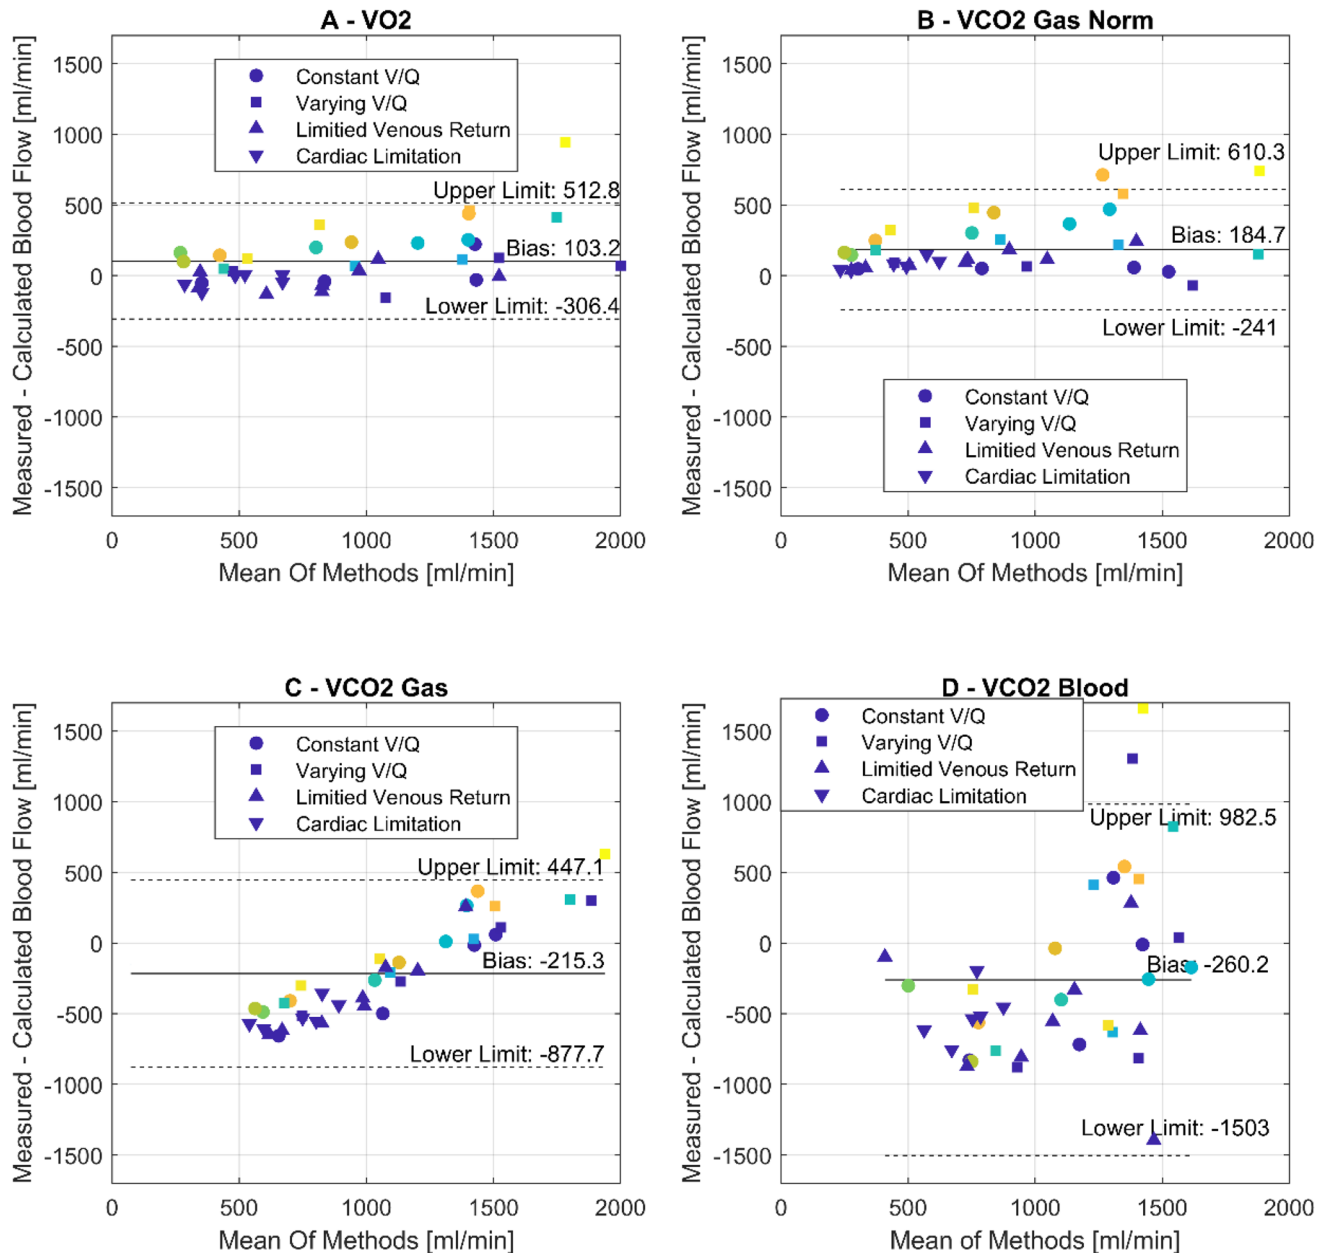 A - VO2
Measured - Calculated Blood Flow [ml/min]
1500
1000
500
0
-500
-1000
-1500
Constant V/Q
Varying V/Q
Limitied Venous Return
Cardiac Limitation
Upper Limit: 512.8
Bias: 103.2
Lower Limit: -306.4
0 500 1000 1500 2000
Mean Of Methods [ml/min]
B - VCO2 Gas Norm
Measured - Calculated Blood Flow [ml/min]
1500
1000
500
0
-500
-1000
-1500
Upper Limit: 610.3
Bias: 184.7
Lower Limit: -241
Constant V/Q
Varying V/Q
Limitied Venous Return
Cardiac Limitation
0 500 1000 1500 2000
Mean Of Methods [ml/min]
C - VCO2 Gas
Measured - Calculated Blood Flow [ml/min]
1500
1000
500
0
-500
-1000
-1500
Constant V/Q
Varying V/Q
Limitied Venous Return
Cardiac Limitation
Upper Limit: 447.1
Bias: -215.3
Lower Limit: -877.7
0 500 1000 1500 2000
Mean Of Methods [ml/min]
D - VCO2 Blood
Measured - Calculated Blood Flow [ml/min]
1500
1000
500
0
-500
-1000
-1500
Constant V/Q
Varying V/Q
Limitied Venous Return
Cardiac Limitation
Upper Limit: 982.5
Bias: -260.2
Lower Limit: -1503
0 500 1000 1500 2000
Mean Of Methods [ml/min]